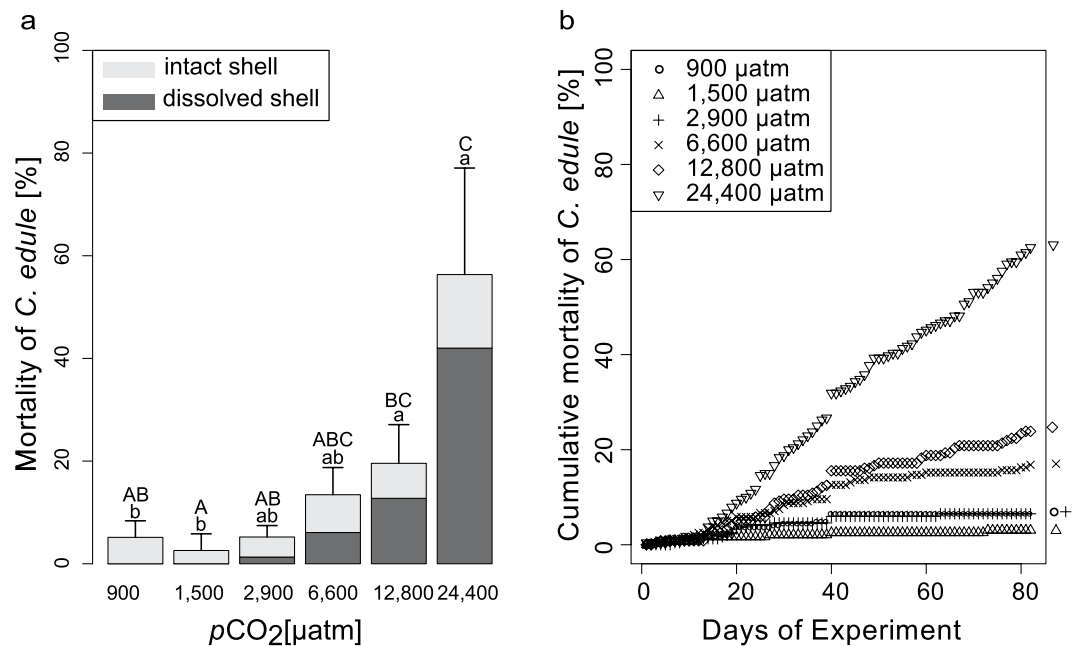 a
Mortality of C. edule [%]
0
20
40
60
80
100
intact shell
dissolved shell
AB
b
A
b
AB
ab
ABC
ab
BC
a
C
a
900
1,500
2,900
6,600
12,800
24,400
pCO2[µatm]
b
Cumulative mortality of C. edule [%]
0
20
40
60
80
100
900 µatm
1,500 µatm
2,900 µatm
6,600 µatm
12,800 µatm
24,400 µatm
0
20
40
60
80
Days of Experiment